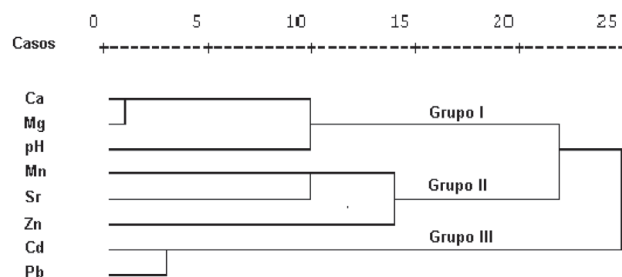 0 5 10 15 20 25
Casos
Ca
Grupo I
Mg
pH
Mn
Grupo II
Sr
Zn
Grupo III
Cd
Pb